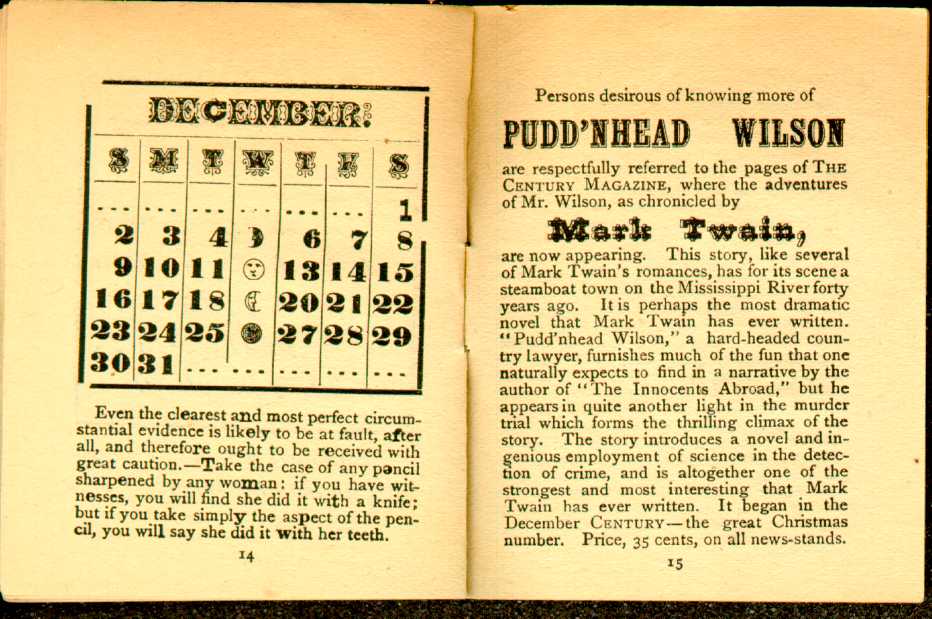 DECEMBER:
S M T W T F S
... ... ... ... ... ... 1
2 3 4 6 7 8
9 10 11 13 14 15
16 17 18 20 21 22
23 24 25 27 28 29
30 31 ... ... ... ... ...
Even the clearest and most perfect circum-
stantial evidence is likely to be at fault, after
all, and therefore ought to be received with
great caution.—Take the case of any pencil
sharpened by any woman: if you have wit-
nesses, you will find she did it with a knife;
but if you take simply the aspect of the pen-
cil, you will say she did it with her teeth.
14
Persons desirous of knowing more of
PUDD'NHEAD WILSON
are respectfully referred to the pages of THE
CENTURY MAGAZINE, where the adventures
of Mr. Wilson, as chronicled by
Mark Twain,
are now appearing. This story, like several
of Mark Twain's romances, has for its scene a
steamboat town on the Mississippi River forty
years ago. It is perhaps the most dramatic
novel that Mark Twain has ever written.
"Pudd'nhead Wilson," a hard-headed coun-
try lawyer, furnishes much of the fun that one
naturally expects to find in a narrative by the
author of "The Innocents Abroad," but he
appears in quite another light in the murder
trial which forms the thrilling climax of the
story. The story introduces a novel and in-
genious employment of science in the detec-
tion of crime, and is altogether one of the
strongest and most interesting that Mark
Twain has ever written. It began in the
December CENTURY—the great Christmas
number. Price, 35 cents, on all news-stands.
15